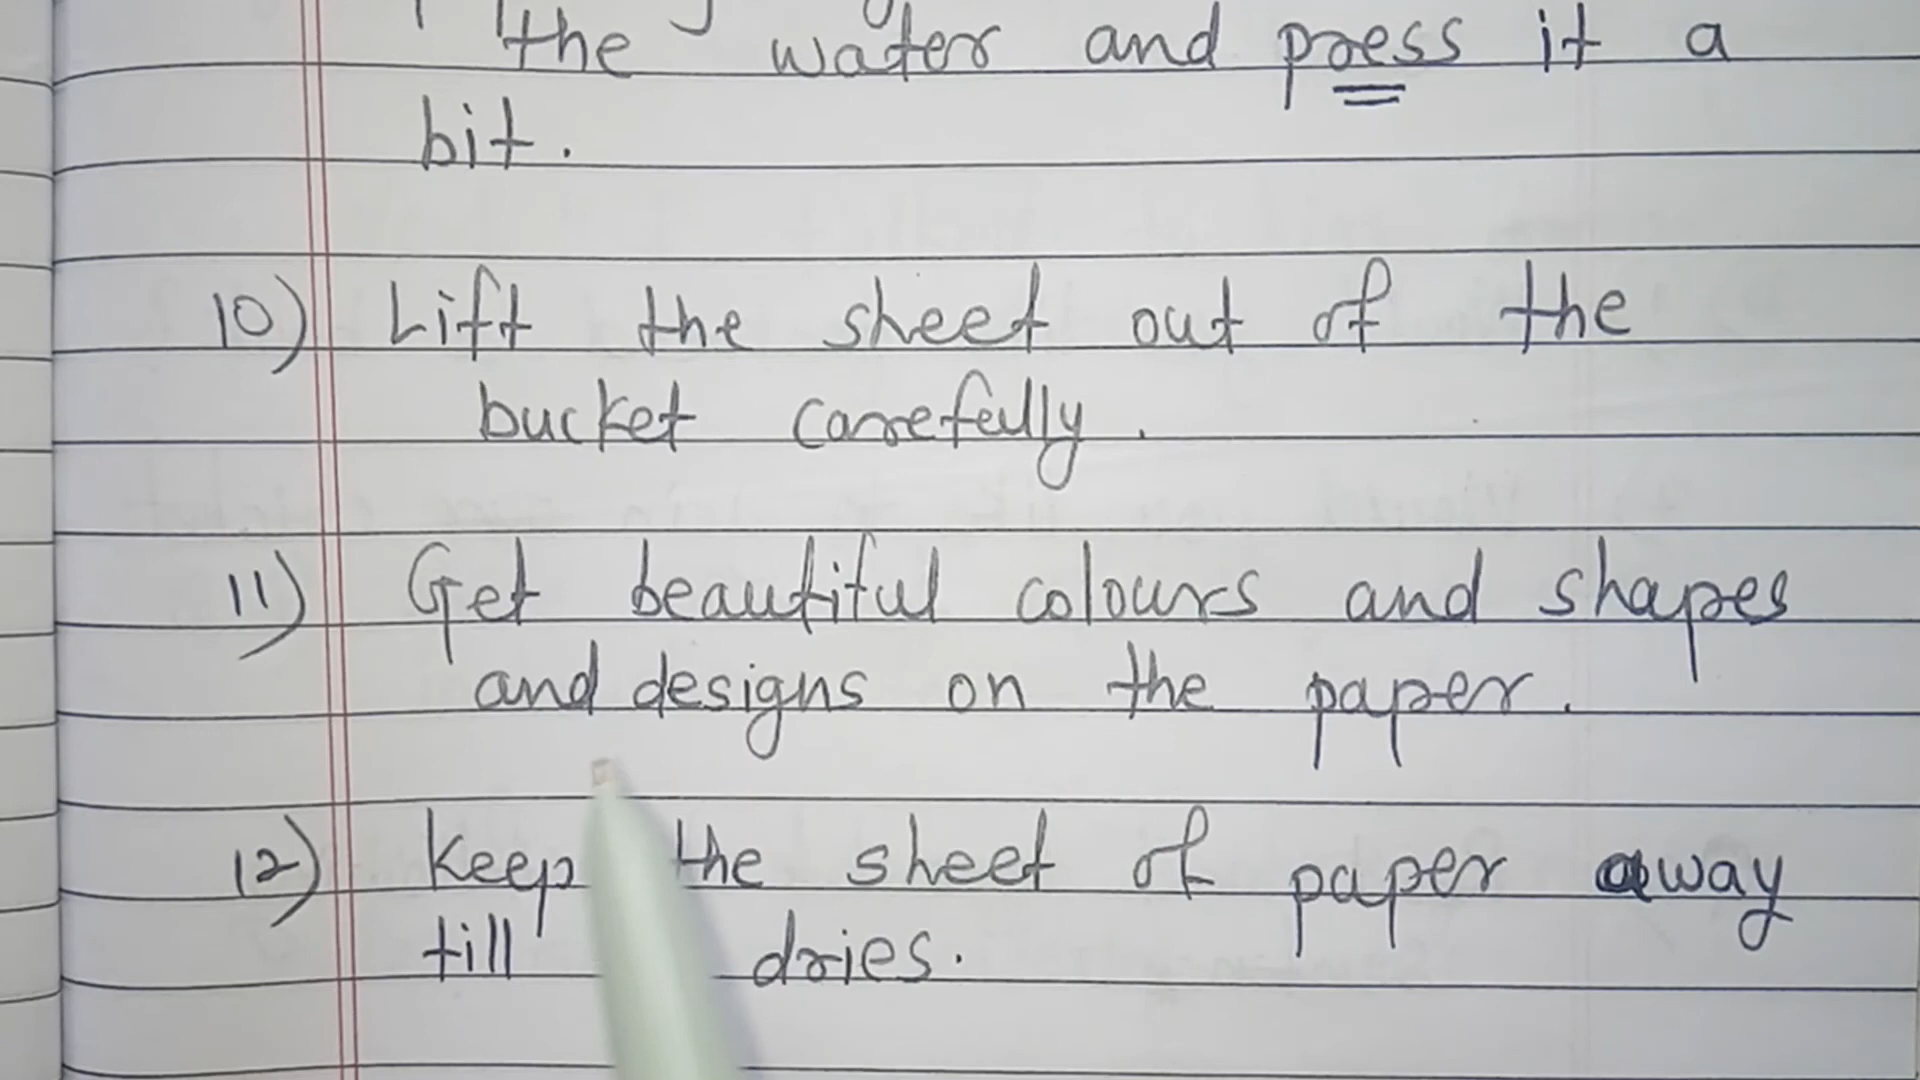 the water and press it a
bit.
10) Lift the sheet out of the
bucket carefully.
11) Get beautiful colours and shapes
and designs on the paper.
12) Keep the sheet of paper away
till dries.